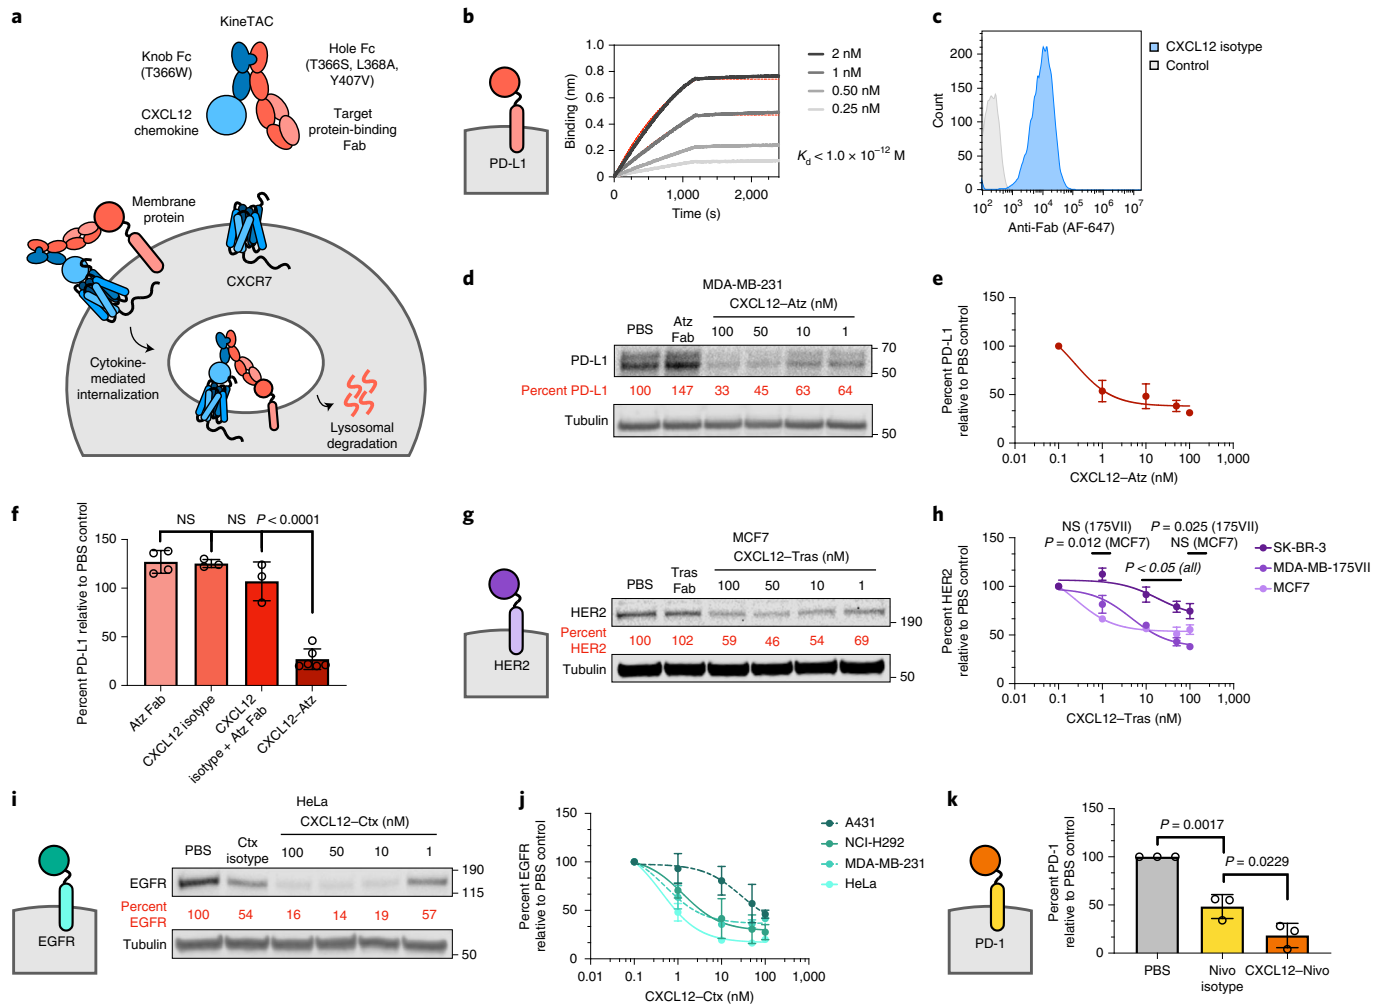 a
KineTAC
Knob Fc
(T366W)
Hole Fc
(T366S, L368A,
Y407V)
CXCL12
chemokine
Target
protein-binding
Fab
Membrane
protein
CXCR7
Cytokine-
mediated
internalization
Lysosomal
degradation
b
PD-L1
Binding (nm)
1.0
0.8
0.6
0.4
0.2
0
0 1,000 2,000
Time (s)
2 nM
1 nM
0.50 nM
0.25 nM
Kd < 1.0 × 10−12 M
c
Count
200
150
100
50
0
10² 10³ 10⁴ 10⁵ 10⁶ 10⁷
Anti-Fab (AF-647)
CXCL12 isotype
Control
d
MDA-MB-231
CXCL12–Atz (nM)
PBS Atz Fab 100 50 10 1
PD-L1
70
50
Percent PD-L1 100 147 33 45 63 64
Tubulin
50
e
Percent PD-L1
relative to PBS control
150
100
50
0
0.01 0.1 1 10 100 1,000
CXCL12–Atz (nM)
f
Percent PD-L1 relative to PBS control
NS NS P < 0.0001
150
100
50
0
Atz Fab
CXCL12 isotype
CXCL12
isotype + Atz Fab
CXCL12–Atz
g
HER2
MCF7
CXCL12–Tras (nM)
PBS Tras Fab 100 50 10 1
HER2
190
Percent
HER2
100 102 59 46 54 69
Tubulin
50
h
Percent HER2
relative to PBS control
NS (175VII)
P = 0.012 (MCF7)
P = 0.025 (175VII)
NS (MCF7)
P < 0.05 (all)
150
100
50
0
0.01 0.1 1 10 100 1,000
CXCL12–Tras (nM)
SK-BR-3
MDA-MB-175VII
MCF7
i
EGFR
HeLa
CXCL12–Ctx (nM)
PBS Ctx isotype 100 50 10 1
EGFR
190
115
Percent
EGFR
100 54 16 14 19 57
Tubulin
50
j
Percent EGFR
relative to PBS control
150
100
50
0
0.01 0.1 1 10 100 1,000
CXCL12–Ctx (nM)
A431
NCI-H292
MDA-MB-231
HeLa
k
PD-1
Percent PD-1
relative to PBS control
150
100
50
0
P = 0.0017
P = 0.0229
PBS
Nivo
isotype
CXCL12–Nivo